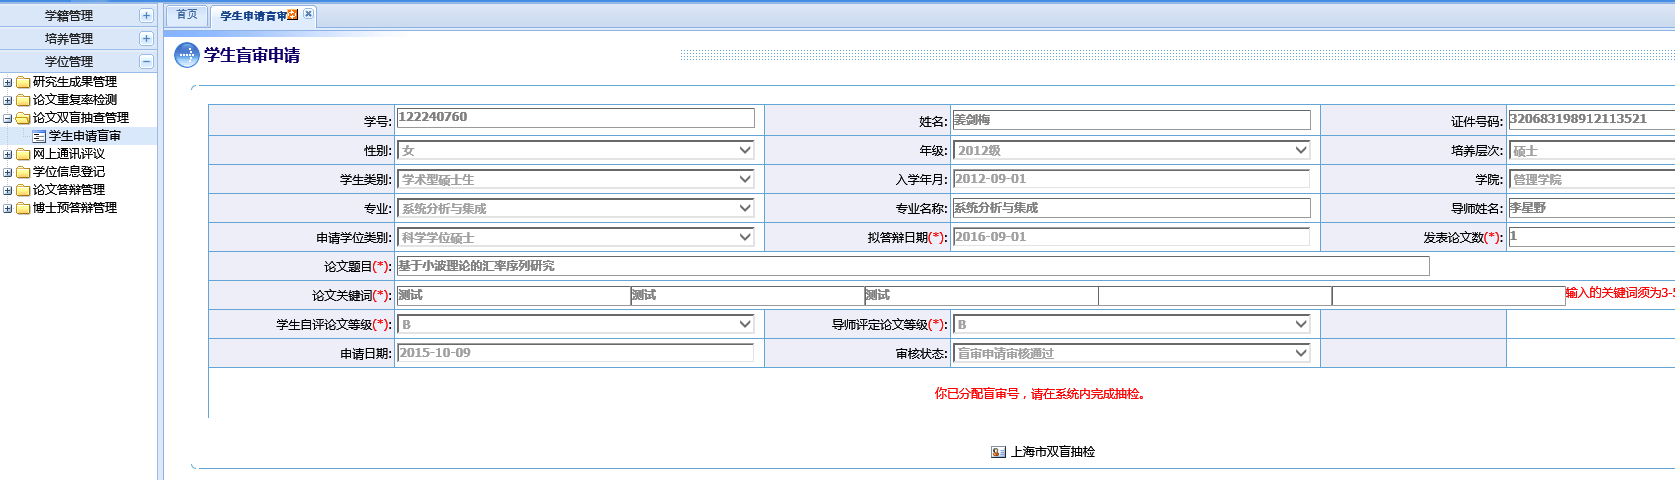 学籍管理
培养管理
学位管理
研究生成果管理
论文重复率检测
论文双盲抽查管理
学生申请盲审
网上通讯评议
学位信息登记
论文答辩管理
博士预答辩管理
首页
学生申请盲审
学生盲审申请
学号: 122240760 姓名: 姜剑梅 证件号码: 320683198912113521
性别: 女 年级: 2012级 培养层次: 硕士
学生类别: 学术型硕士生 入学年月: 2012-09-01 学院: 管理学院
专业: 系统分析与集成 专业名称: 系统分析与集成 导师姓名: 李星野
申请学位类别: 科学学位硕士 拟答辩日期(*): 2016-09-01 发表论文数(*): 1
论文题目(*): 基于小波理论的汇率序列研究
论文关键词(*): 测试 测试 测试 输入的关键词须为3-5
学生自评论文等级(*): B 导师评定论文等级(*): B
申请日期: 2015-10-09 审核状态: 盲审申请审核通过
你已分配盲审号，请在系统内完成抽检。
上海市双盲抽检